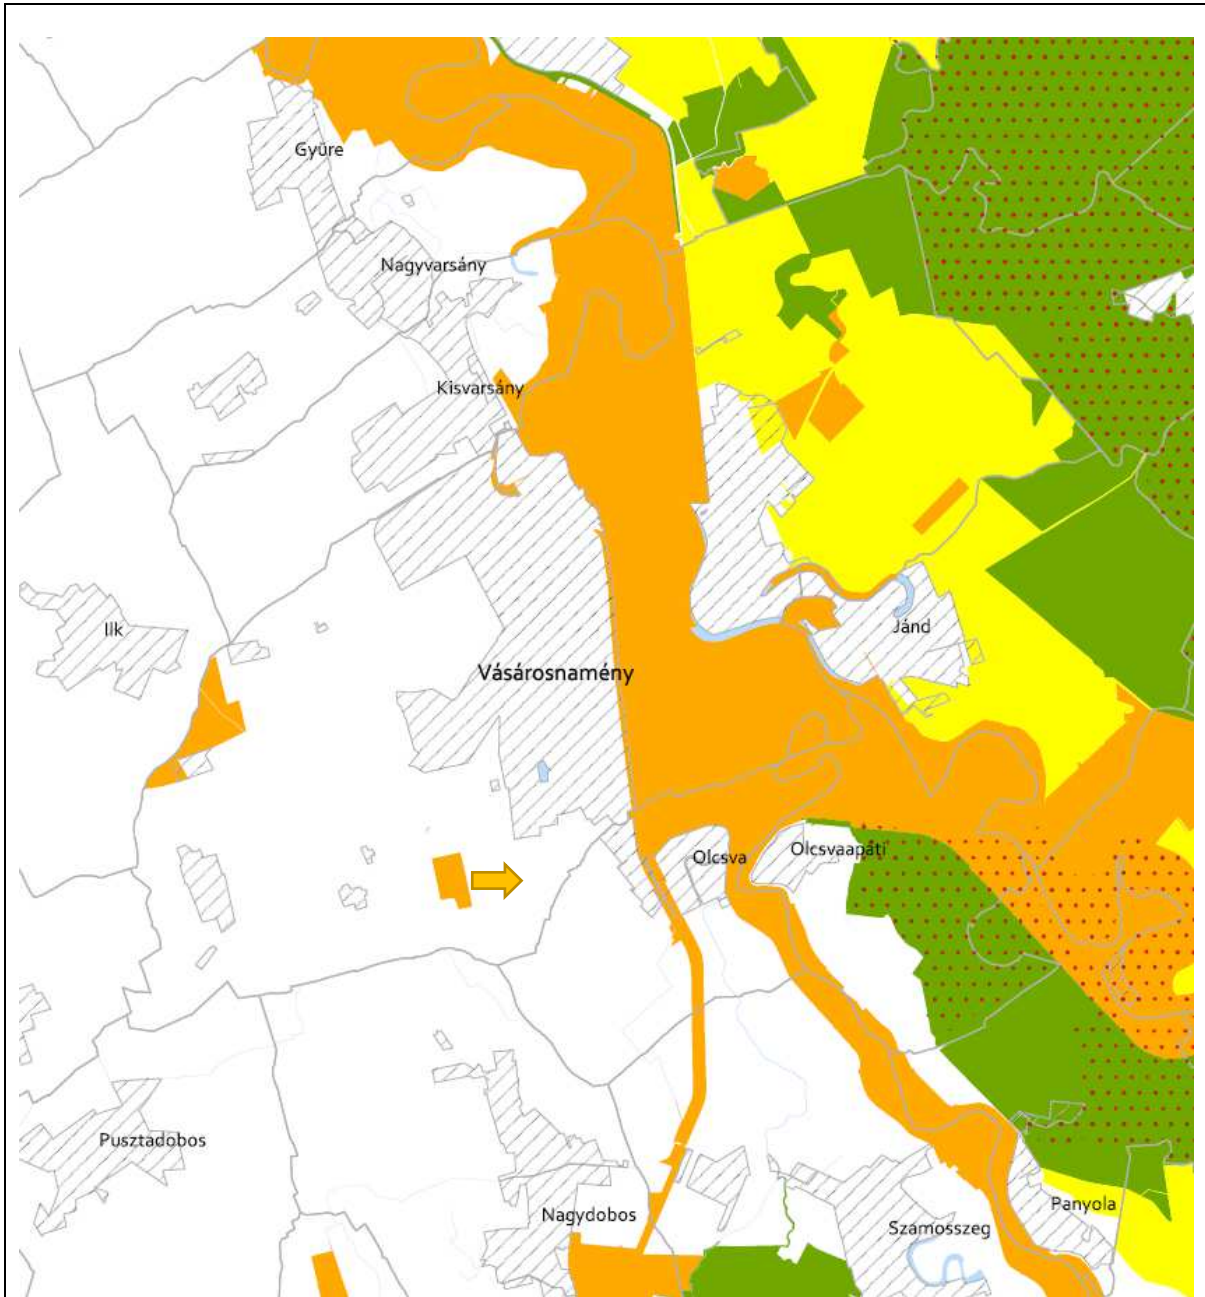 Gyüre
Nagyvarsány
Kisvarsány
Ilk
Jánd
Vásárosnamény
Olcsva
Olcsvaapáti
Pusztadobos
Nagydobos
Panyola
Szamosszeg